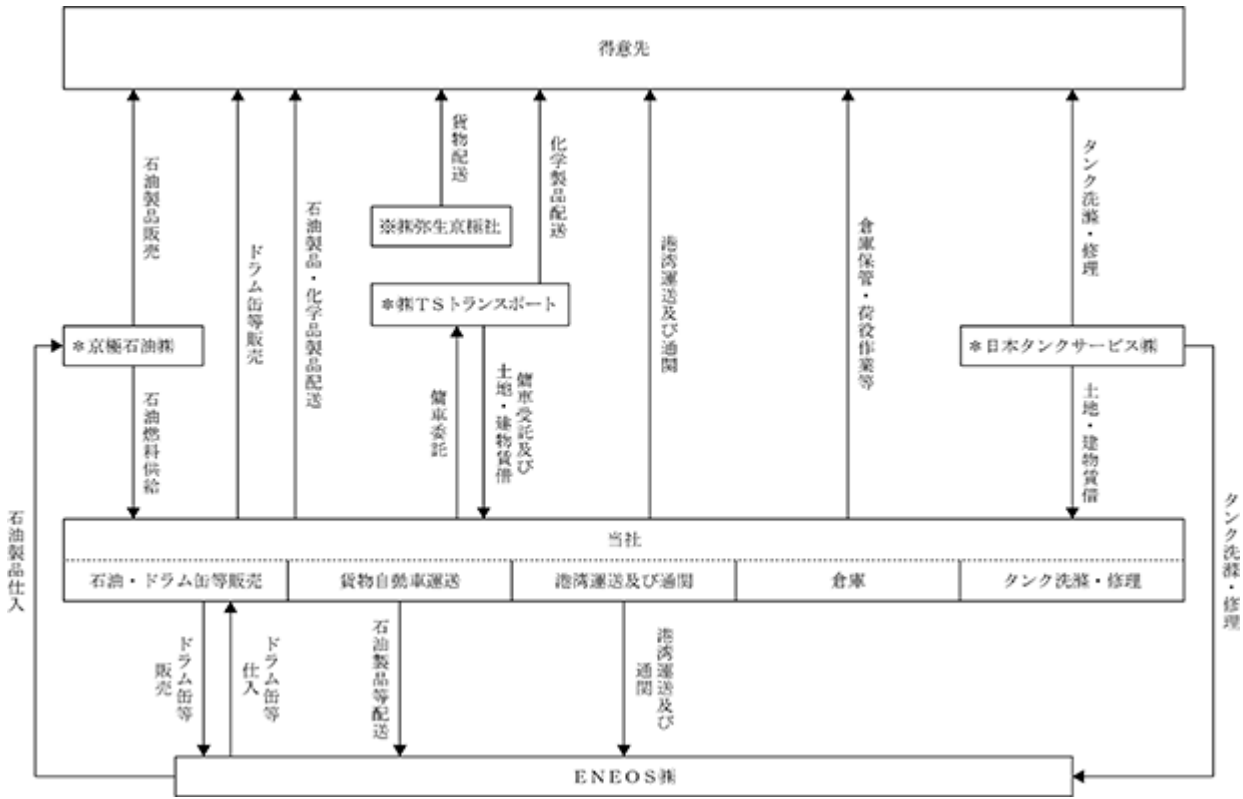 得意先
石油製品販売
ドラム缶等販売
石油製品・化学品製品配送
貨物配送
化学製品配送
港湾運送及び通関
倉庫保管・荷役作業等
タンク洗滌・修理
※㈱弥生京極社
*㈱TSトランスポート
*京極石油㈱
*日本タンクサービス㈱
石油燃料供給
傭車委託
傭車受託及び
土地・建物賃借
土地・建物賃借
石油製品仕入
タンク洗滌・修理
当社
石油・ドラム缶等販売
貨物自動車運送
港湾運送及び通関
倉庫
タンク洗滌・修理
ドラム缶等
販売
ドラム缶等
仕入
石油製品等配送
港湾運送及び
通関
ENEOS㈱